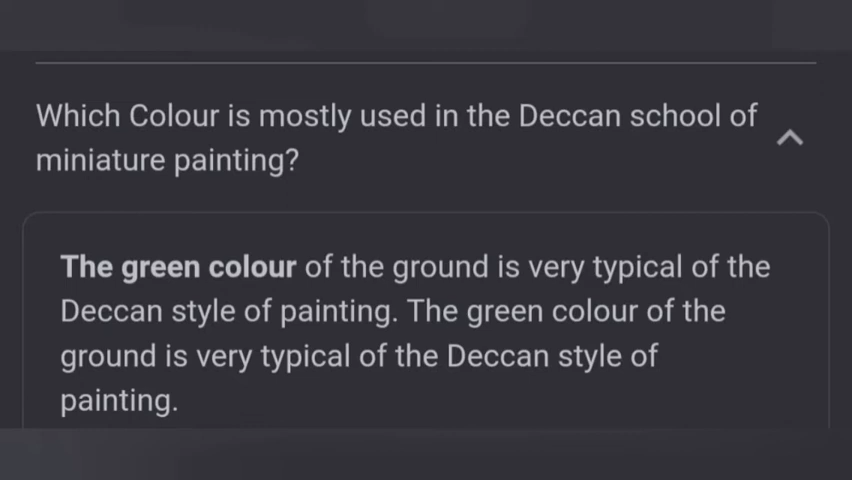 Which Colour is mostly used in the Deccan school of
miniature painting?
The green colour of the ground is very typical of the
Deccan style of painting. The green colour of the
ground is very typical of the Deccan style of
painting.